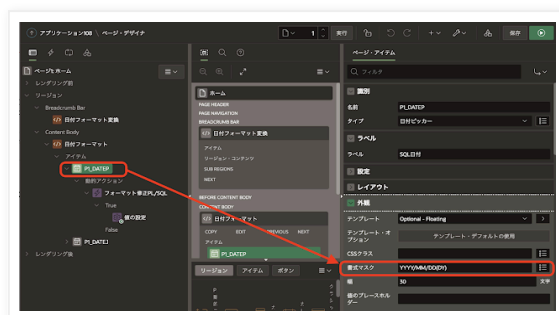 アプリケーション108 \ ページ・デザイナ
1
実行
保存
ページ1: ホーム
レンダリング前
リージョン
Breadcrumb Bar
日付フォーマット変換
Content Body
日付フォーマット
アイテム
P1_DATEP
動的アクション
フォーマット修正PL/SQL
True
値の設定
False
P1_DATEJ
レンダリング後
ホーム
PAGE HEADER
PAGE NAVIGATION
BREADCRUMB BAR
日付フォーマット変換
アイテム
リージョン・コンテンツ
SUB REGIONS
NEXT
BEFORE CONTENT BODY
CONTENT BODY
日付フォーマット
COPY EDIT PREVIOUS NEXT
アイテム
P1_DATEP
リージョン アイテム ボタン
ページ・アイテム
フィルタ
識別
名前 P1_DATEP
タイプ 日付ピッカー
ラベル
ラベル SQL日付
設定
レイアウト
外観
テンプレート Optional - Floating
テンプレート・オプション テンプレート・デフォルトの使用
CSSクラス
書式マスク YYYY/MM/DD(DY)
幅 30 文字
値のプレースホルダー